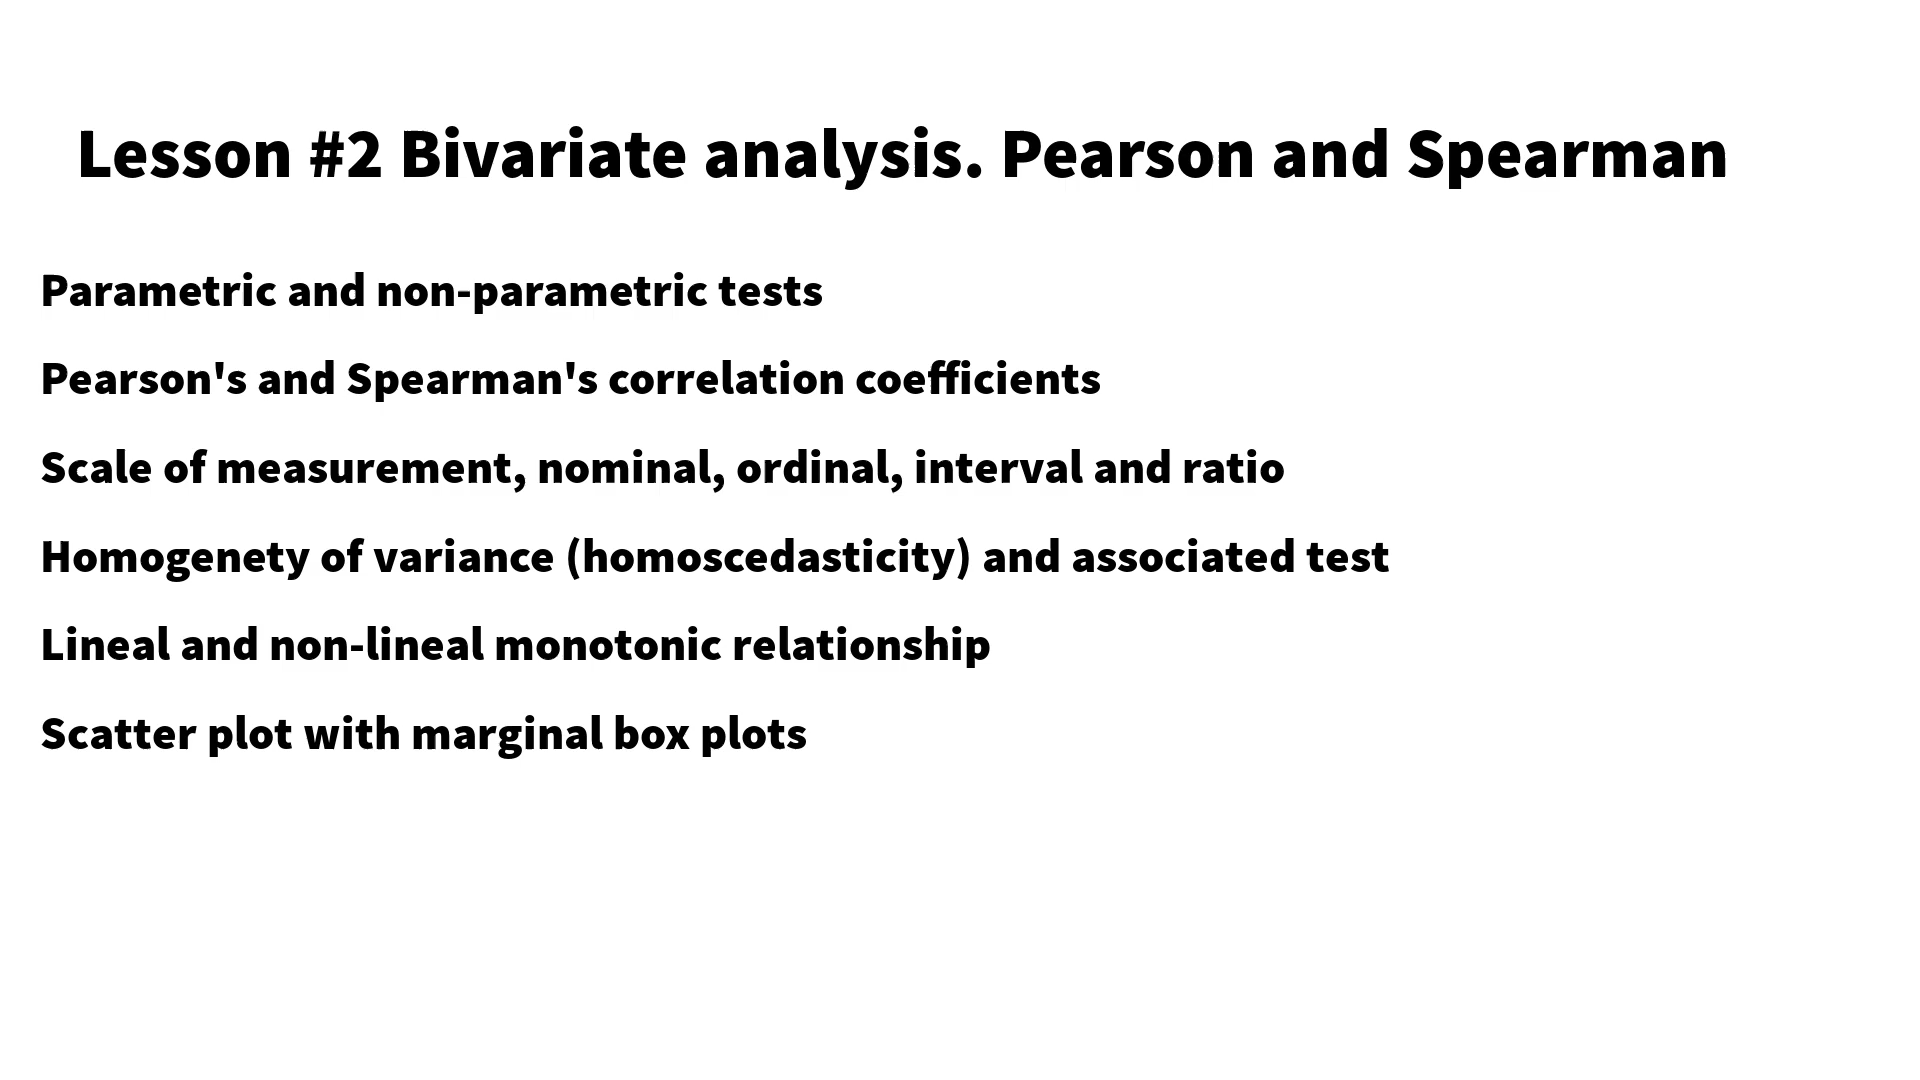 Lesson #2 Bivariate analysis. Pearson and Spearman
Parametric and non-parametric tests
Pearson's and Spearman's correlation coefficients
Scale of measurement, nominal, ordinal, interval and ratio
Homogenety of variance (homoscedasticity) and associated test
Lineal and non-lineal monotonic relationship
Scatter plot with marginal box plots